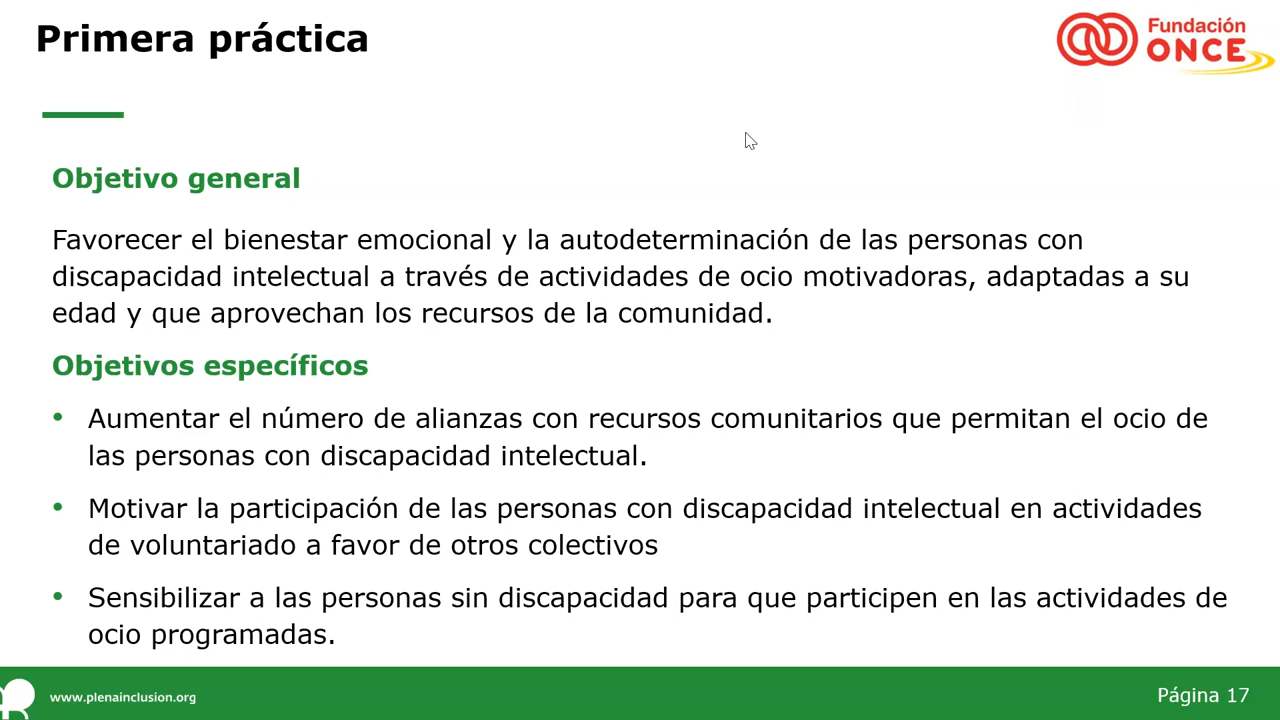 Primera práctica
Fundación
ONCE
Objetivo general
Favorecer el bienestar emocional y la autodeterminación de las personas con
discapacidad intelectual a través de actividades de ocio motivadoras, adaptadas a su
edad y que aprovechan los recursos de la comunidad.
Objetivos específicos
• Aumentar el número de alianzas con recursos comunitarios que permitan el ocio de
las personas con discapacidad intelectual.
• Motivar la participación de las personas con discapacidad intelectual en actividades
de voluntariado a favor de otros colectivos
• Sensibilizar a las personas sin discapacidad para que participen en las actividades de
ocio programadas.
www.plenainclusion.org
Página 17